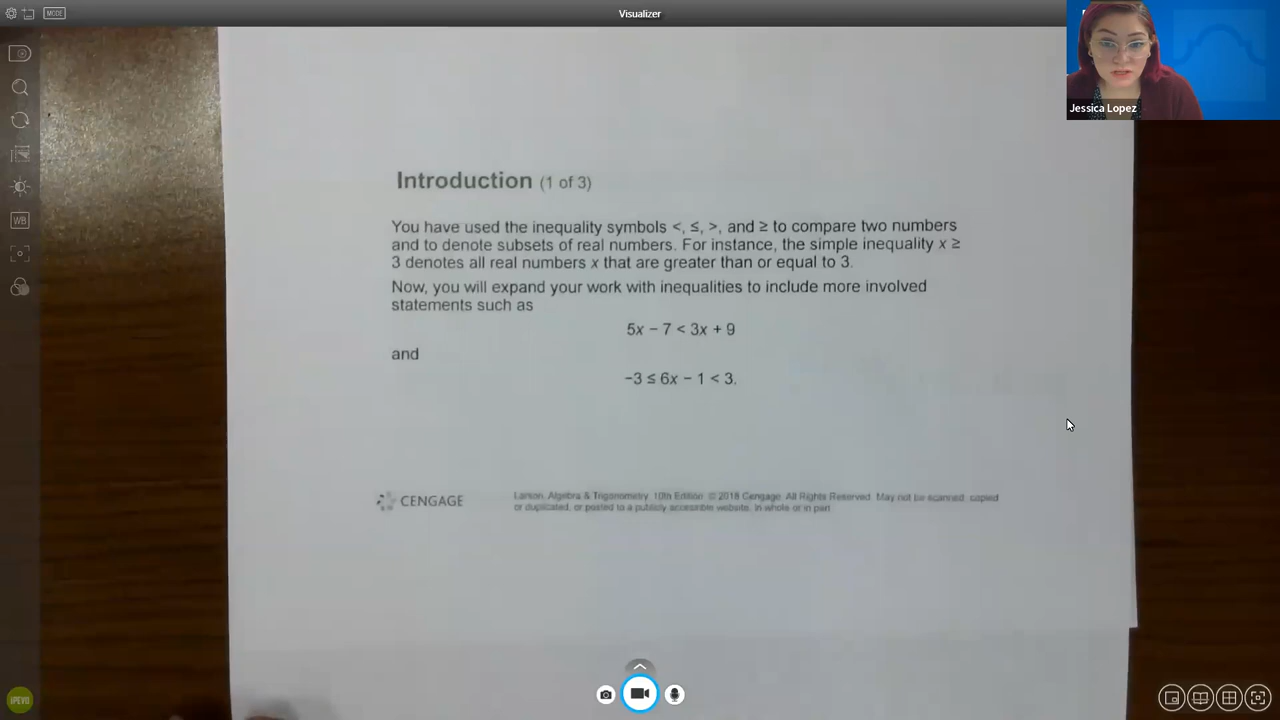 MODE
Visualizer
Jessica Lopez
WB
Introduction (1 of 3)
You have used the inequality symbols <, ≤, >, and ≥ to compare two numbers
and to denote subsets of real numbers. For instance, the simple inequality x ≥
3 denotes all real numbers x that are greater than or equal to 3.
Now, you will expand your work with inequalities to include more involved
statements such as
5x − 7 < 3x + 9
and
−3 ≤ 6x − 1 < 3.
CENGAGE
Larson, Algebra & Trigonometry, 10th Edition. © 2018 Cengage. All Rights Reserved. May not be scanned, copied
or duplicated, or posted to a publicly accessible website, in whole or in part.
IPEVO